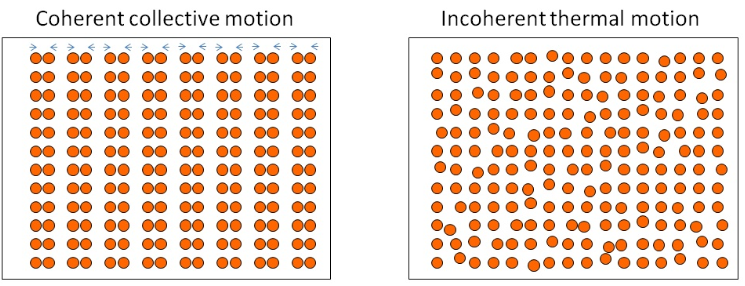 Coherent collective motion
Incoherent thermal motion